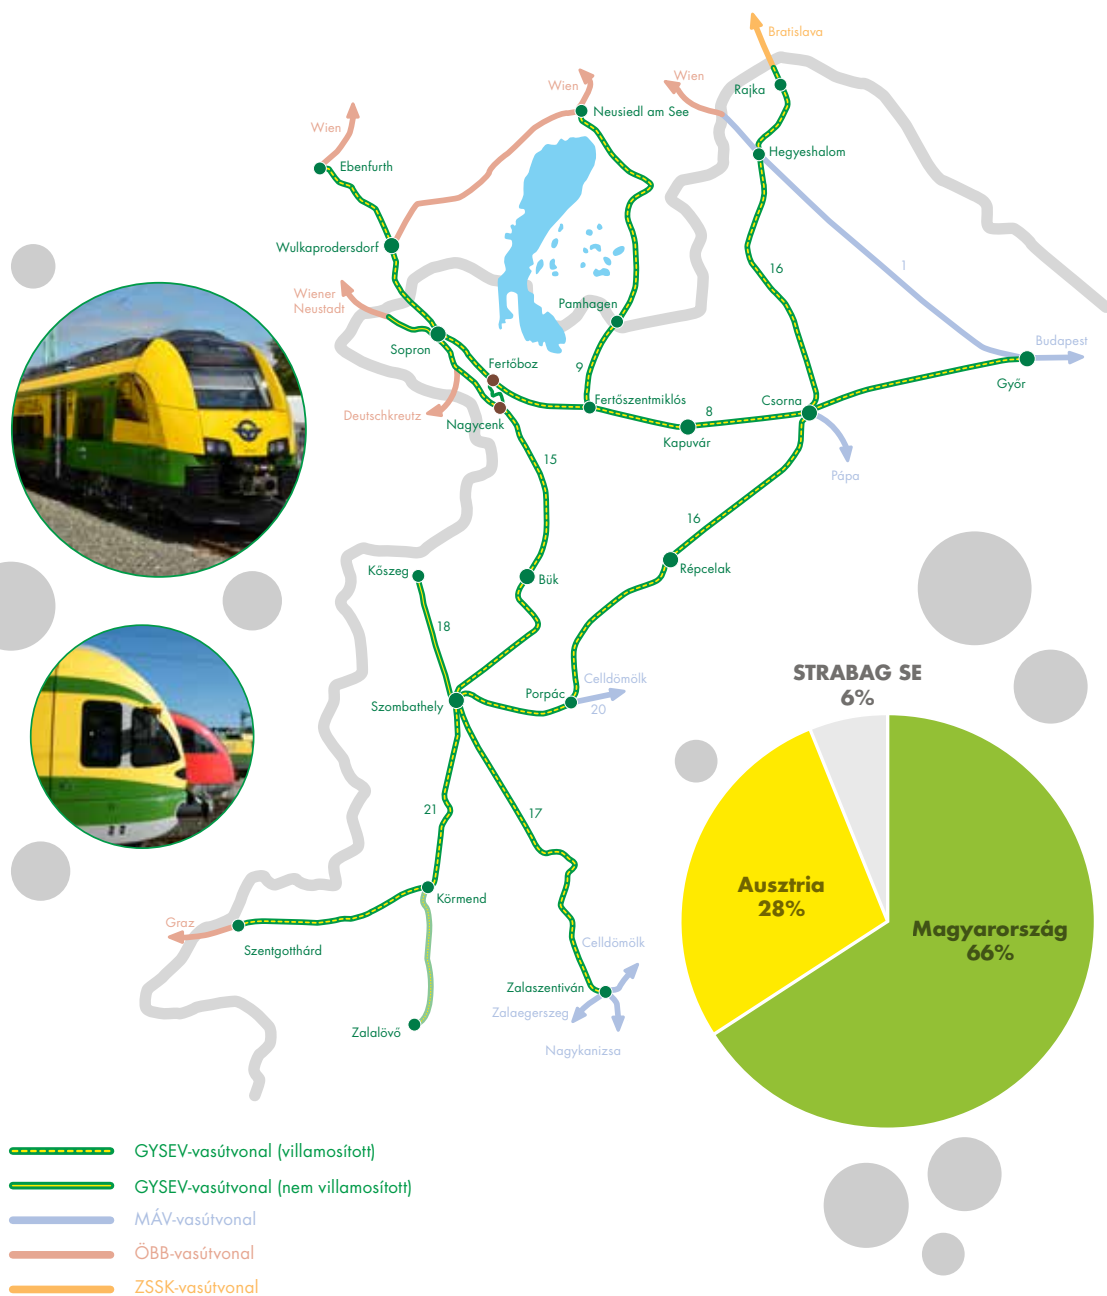 Bratislava
Wien
Wien
Rajka
Neusiedl am See
Wien
Hegyeshalom
Ebenfurth
Wulkaprodersdorf
16
1
Wiener
Neustadt
Pamhagen
Sopron
Fertőboz
Budapest
9
Győr
Fertőszentmiklós
Csorna
8
Deutschkreutz
Nagycenk
Kapuvár
15
Pápa
16
Kőszeg
Bük
Répcelak
18
Celldömölk
Porpác
20
Szombathely
STRABAG SE
6%
21
17
Ausztria
28%
Magyarország
66%
Körmend
Graz
Szentgotthárd
Celldömölk
Zalaszentiván
Zalaegerszeg
Zalalövő
Nagykanizsa
GYSEV-vasútvonal (villamosított)
GYSEV-vasútvonal (nem villamosított)
MÁV-vasútvonal
ÖBB-vasútvonal
ZSSK-vasútvonal